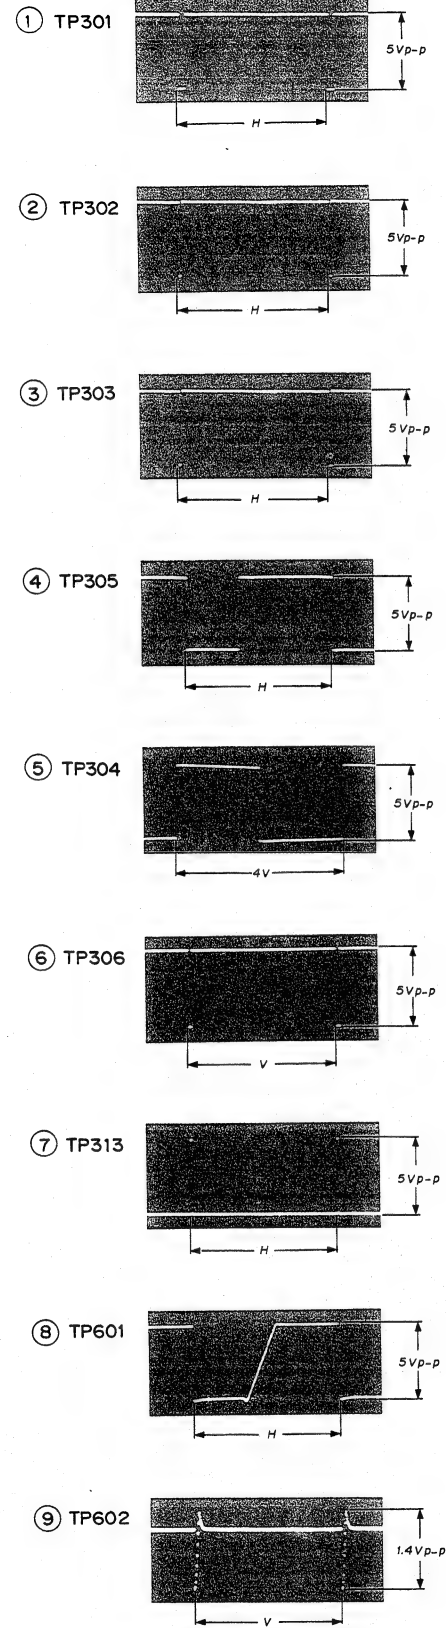 ① TP301
5Vp-p
H
② TP302
5Vp-p
H
③ TP303
5Vp-p
H
④ TP305
5Vp-p
H
⑤ TP304
5Vp-p
4V
⑥ TP306
5Vp-p
V
⑦ TP313
5Vp-p
H
⑧ TP601
5Vp-p
H
⑨ TP602
1.4Vp-p
V